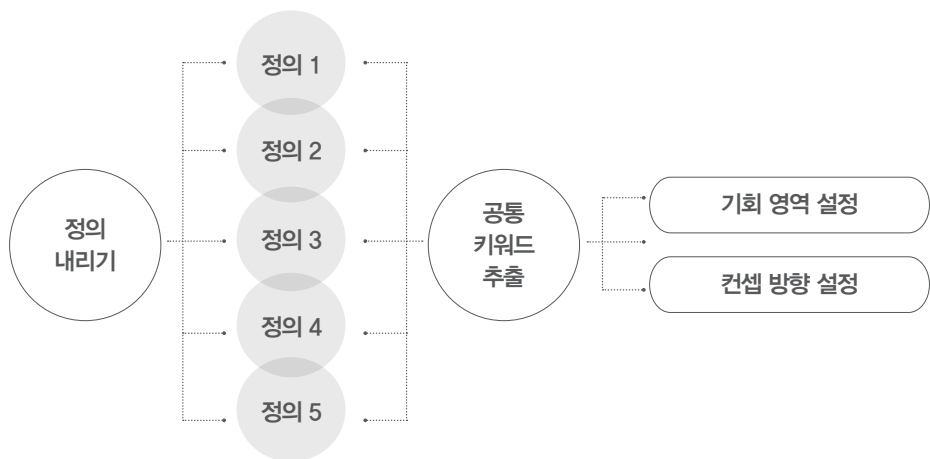 정의
내리기
정의 1
정의 2
정의 3
정의 4
정의 5
공통
키워드
추출
기회 영역 설정
컨셉 방향 설정